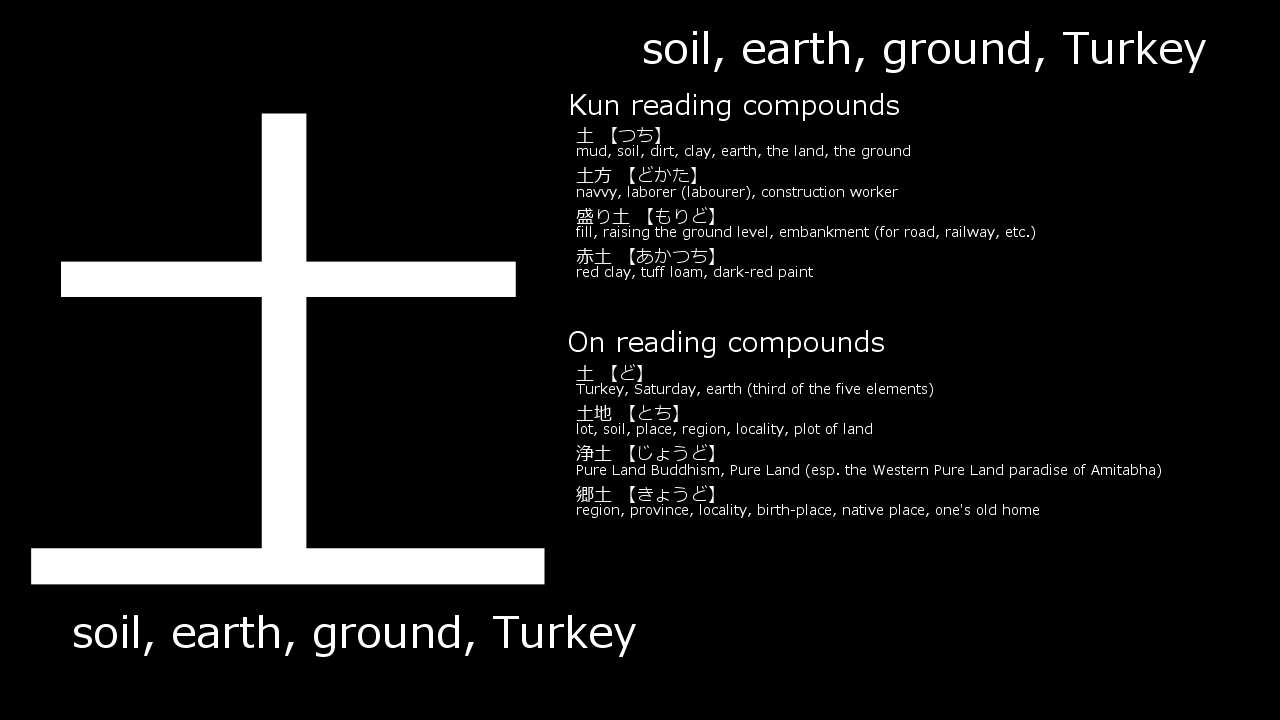 土
soil, earth, ground, Turkey
soil, earth, ground, Turkey
Kun reading compounds
土 【つち】
mud, soil, dirt, clay, earth, the land, the ground
土方 【どかた】
navvy, laborer (labourer), construction worker
盛り土 【もりど】
fill, raising the ground level, embankment (for road, railway, etc.)
赤土 【あかつち】
red clay, tuff loam, dark-red paint
On reading compounds
土 【ど】
Turkey, Saturday, earth (third of the five elements)
土地 【とち】
lot, soil, place, region, locality, plot of land
浄土 【じょうど】
Pure Land Buddhism, Pure Land (esp. the Western Pure Land paradise of Amitabha)
郷土 【きょうど】
region, province, locality, birth-place, native place, one's old home